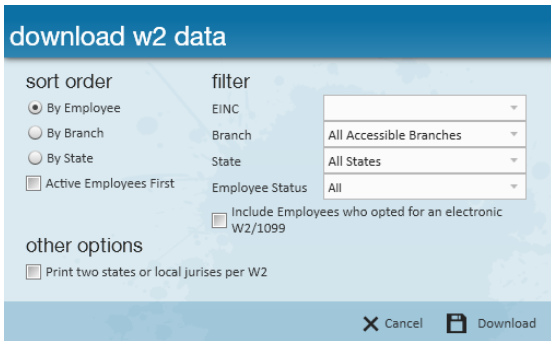 download w2 data
sort order
By Employee
By Branch
By State
Active Employees First
filter
EINC
Branch
All Accessible Branches
State
All States
Employee Status
All
Include Employees who opted for an electronic
W2/1099
other options
Print two states or local jurises per W2
Cancel
Download